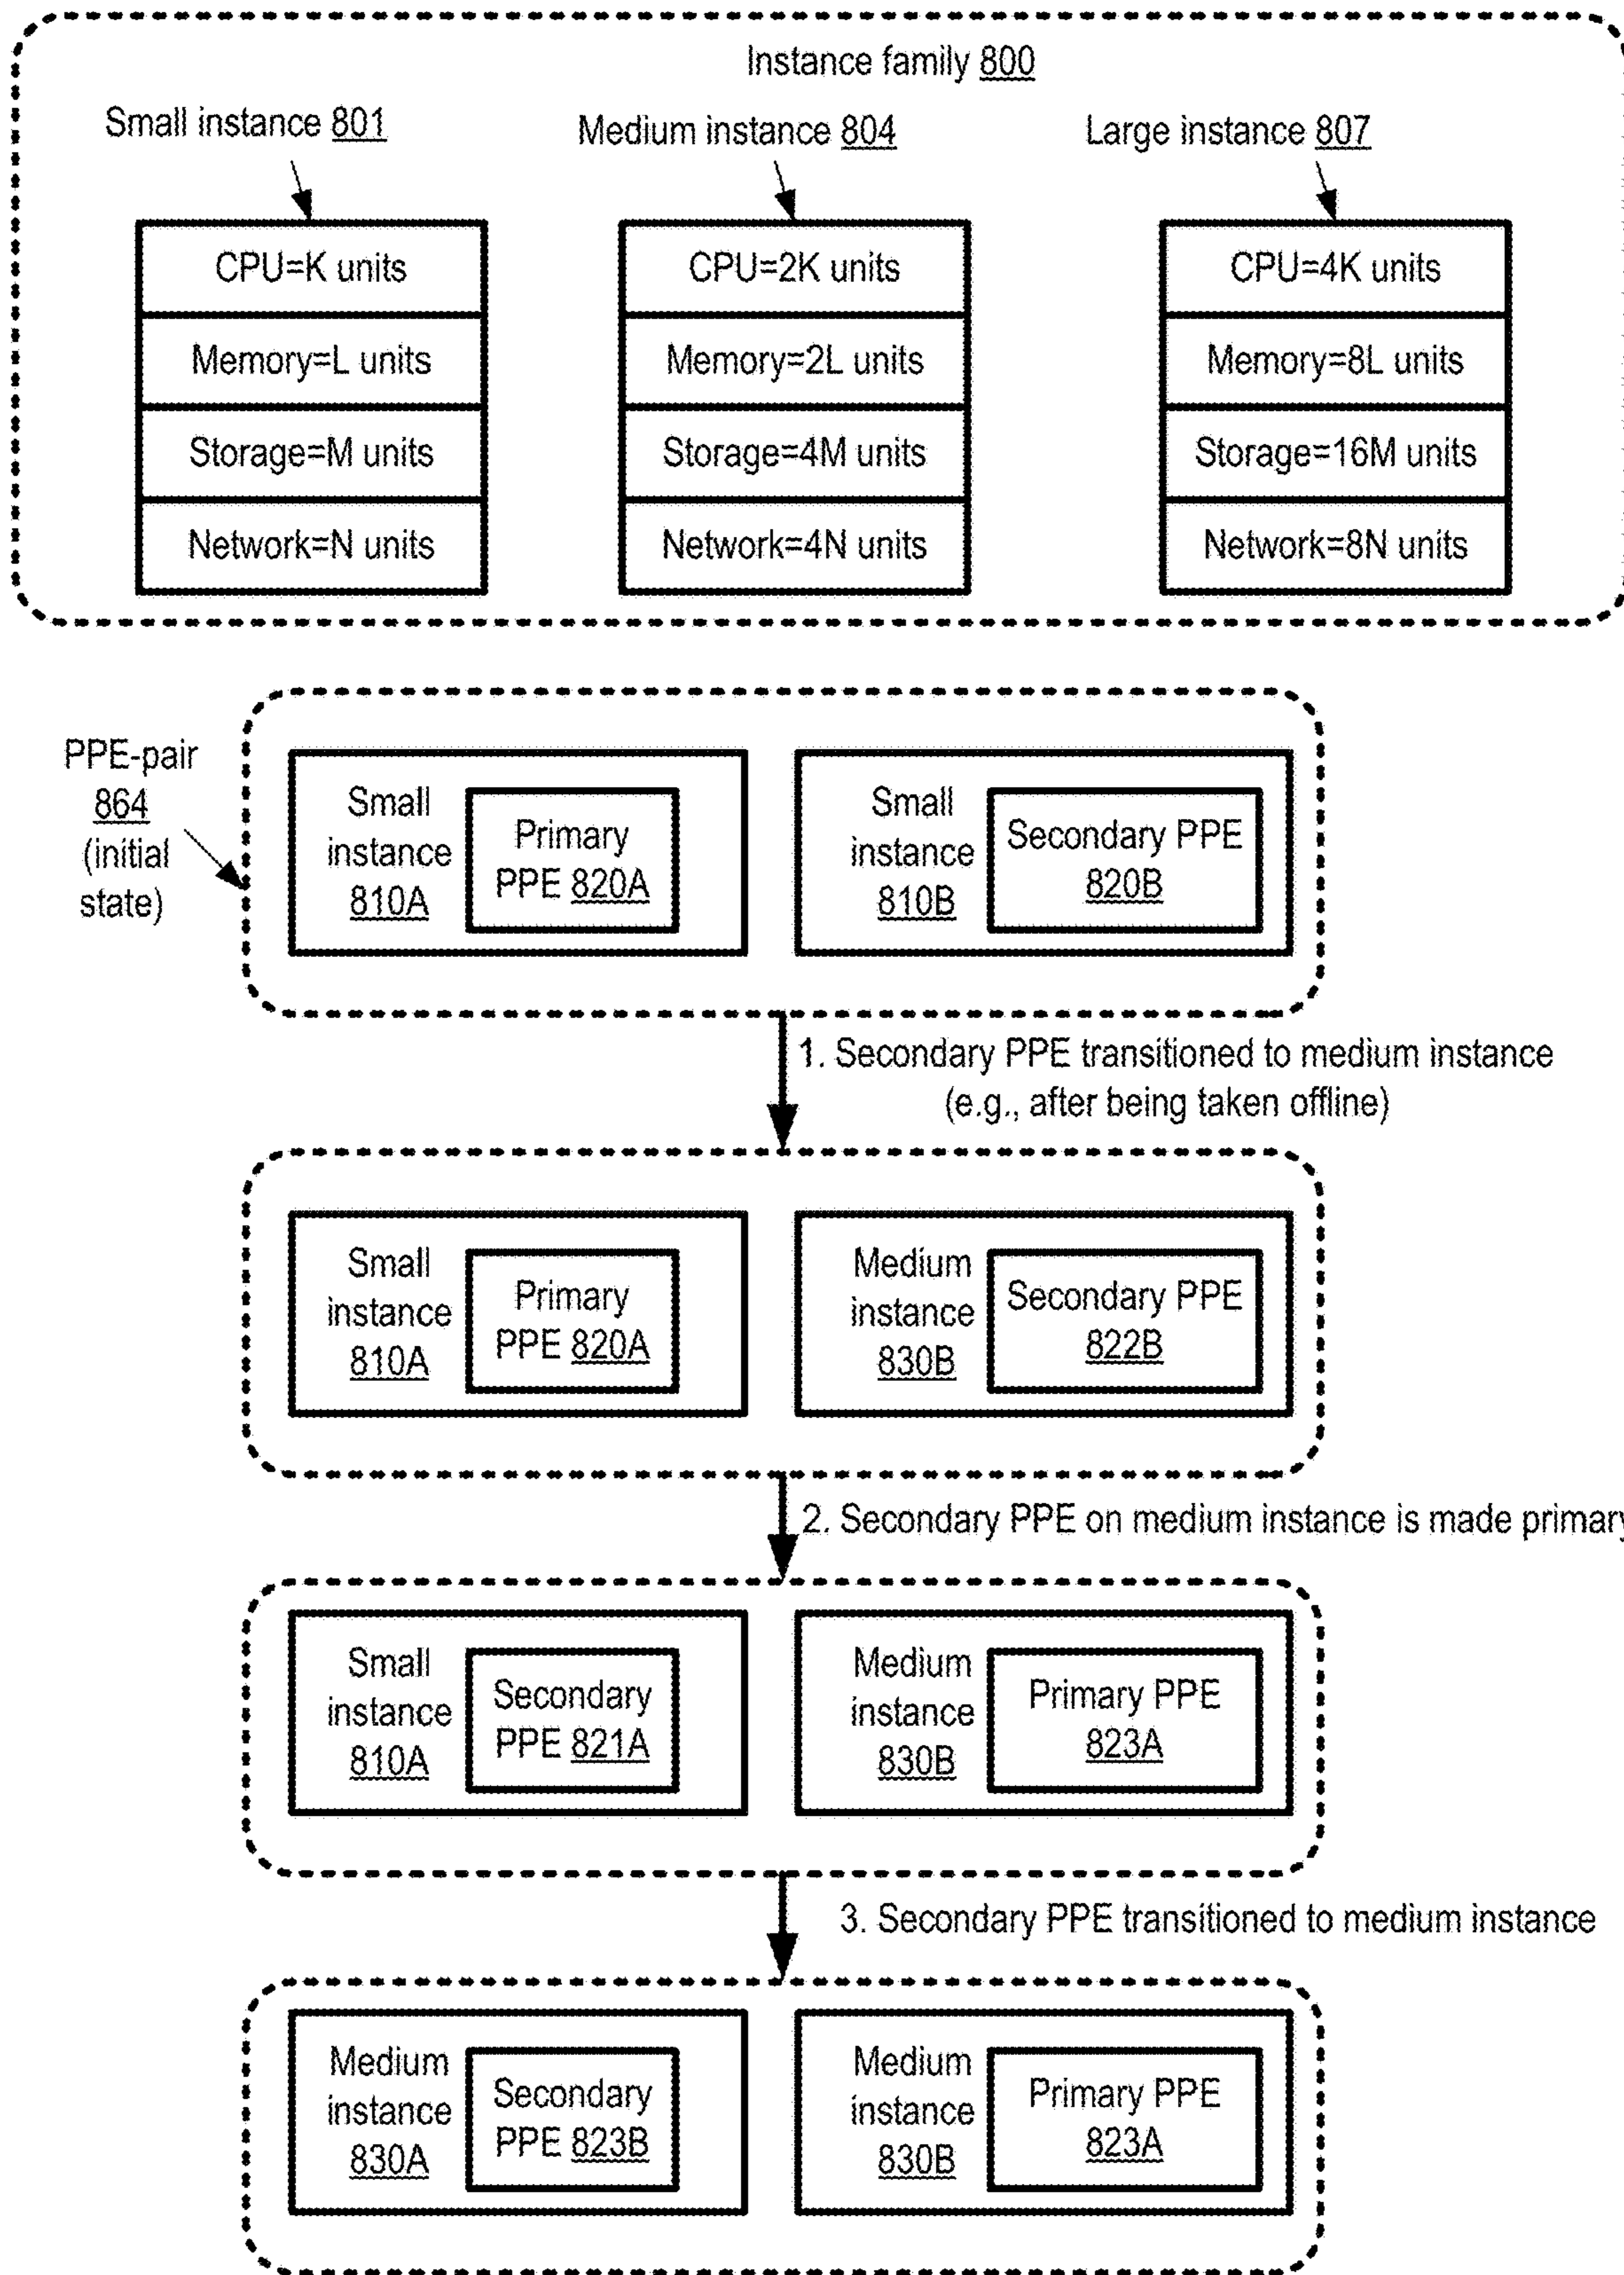 Instance family 800
Small instance 801
Medium instance 804
Large instance 807
CPU=K units
Memory=L units
Storage=M units
Network=N units
CPU=2K units
Memory=2L units
Storage=4M units
Network=4N units
CPU=4K units
Memory=8L units
Storage=16M units
Network=8N units
PPE-pair
864
(initial
state)
Small
instance
810A
Primary
PPE 820A
Small
instance
810B
Secondary PPE
820B
1. Secondary PPE transitioned to medium instance
(e.g., after being taken offline)
Small
instance
810A
Primary
PPE 820A
Medium
instance
830B
Secondary PPE
822B
2. Secondary PPE on medium instance is made primary
Small
instance
810A
Secondary
PPE 821A
Medium
instance
830B
Primary PPE
823A
3. Secondary PPE transitioned to medium instance
Medium
instance
830A
Secondary
PPE 823B
Medium
instance
830B
Primary PPE
823A